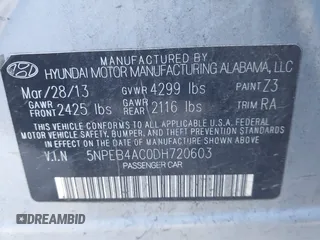 MANUFACTURED BY
HYUNDAI MOTOR MANUFACTURING ALABAMA, LLC
Mar/28/13 GVWR 4299 lbs PAINT Z3
GAWR FRONT 2425 lbs GAWR REAR 2116 lbs TRIM RA
THIS VEHICLE CONFORMS TO ALL APPLICABLE
U.S. FEDERAL MOTOR VEHICLE SAFETY, BUMPER,
AND THEFT PREVENTION STANDARDS IN EFFECT ON
THE DATE OF MANUFACTURE SHOWN ABOVE.
V.I.N 5NPEB4AC0DH720603
PASSENGER CAR
DREAMBID